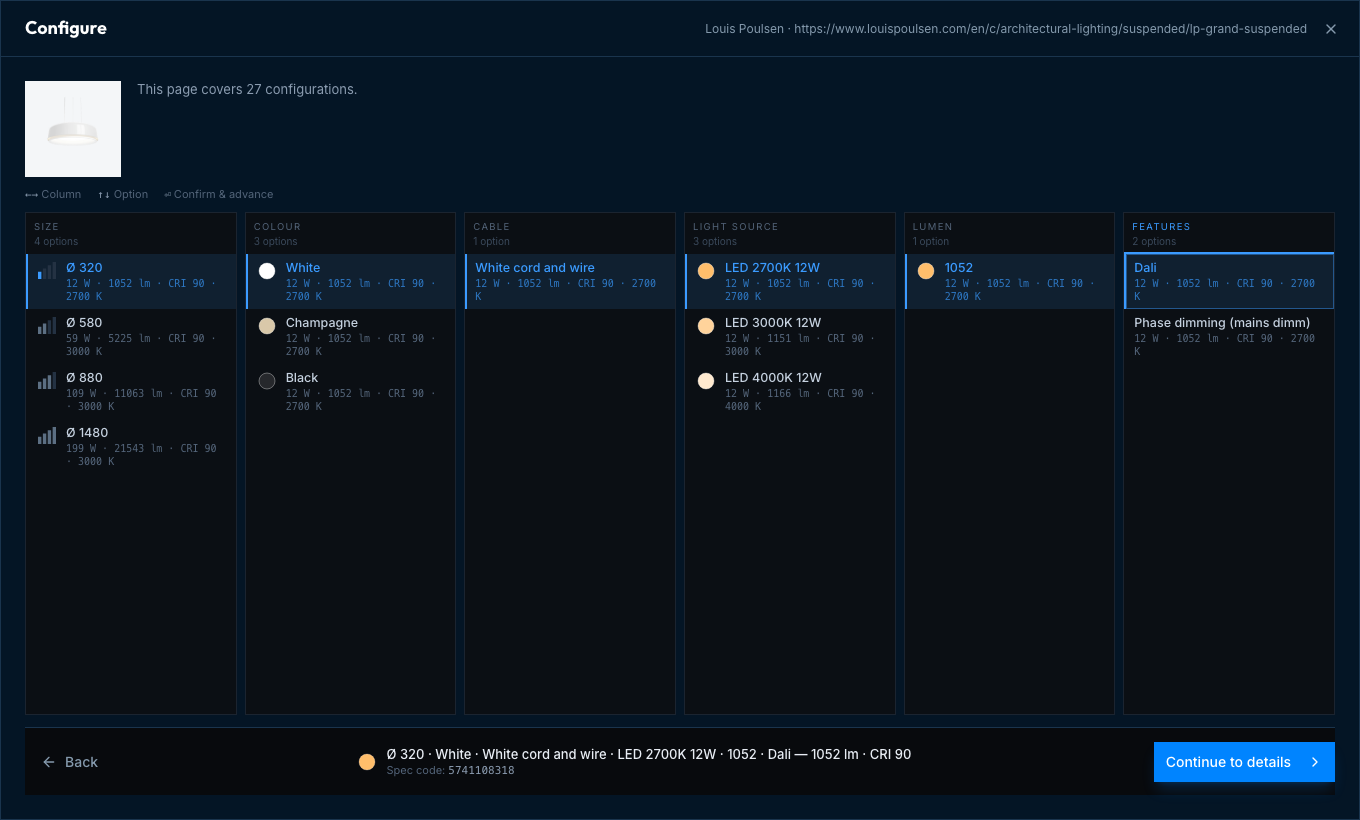 Configure
Louis Poulsen · https://www.louispoulsen.com/en/c/architectural-lighting/suspended/lp-grand-suspended
This page covers 27 configurations.
←→ Column ↑↓ Option ⏎ Confirm & advance
SIZE
4 options
Ø 320
12 W · 1052 lm · CRI 90 ·
2700 K
Ø 580
59 W · 5225 lm · CRI 90 ·
3000 K
Ø 880
109 W · 11063 lm · CRI 90
· 3000 K
Ø 1480
199 W · 21543 lm · CRI 90
· 3000 K
COLOUR
3 options
White
12 W · 1052 lm · CRI 90 ·
2700 K
Champagne
12 W · 1052 lm · CRI 90 ·
2700 K
Black
12 W · 1052 lm · CRI 90 ·
2700 K
CABLE
1 option
White cord and wire
12 W · 1052 lm · CRI 90 · 2700
K
LIGHT SOURCE
3 options
LED 2700K 12W
12 W · 1052 lm · CRI 90 ·
2700 K
LED 3000K 12W
12 W · 1151 lm · CRI 90 ·
3000 K
LED 4000K 12W
12 W · 1166 lm · CRI 90 ·
4000 K
LUMEN
1 option
1052
12 W · 1052 lm · CRI 90 ·
2700 K
FEATURES
2 options
Dali
12 W · 1052 lm · CRI 90 · 2700
K
Phase dimming (mains dimm)
12 W · 1052 lm · CRI 90 · 2700
K
Back
Ø 320 · White · White cord and wire · LED 2700K 12W · 1052 · Dali — 1052 lm · CRI 90
Spec code: 5741108318
Continue to details